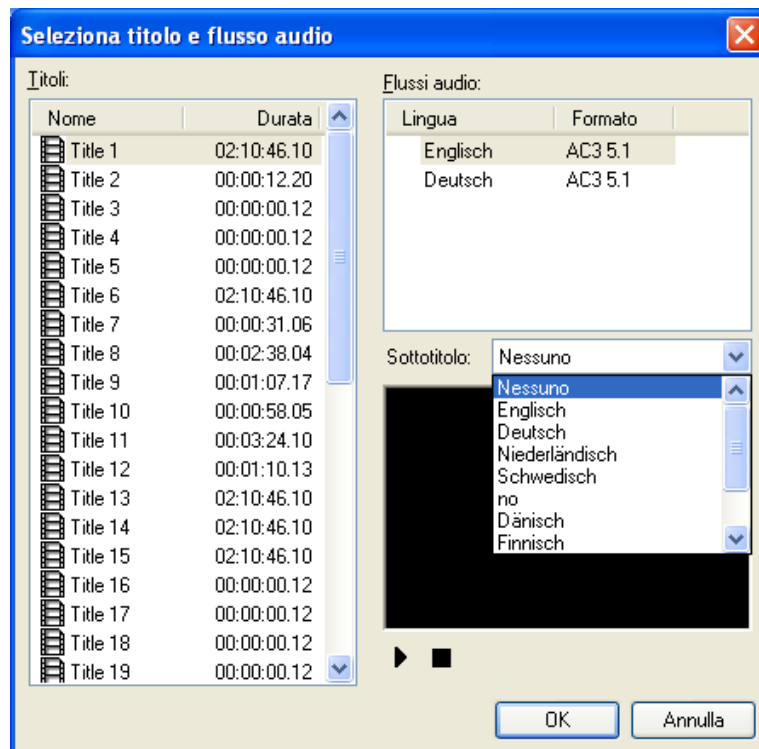 Seleziona titolo e flusso audio
Titoli:
Nome Durata
Title 1 02:10:46.10
Title 2 00:00:12.20
Title 3 00:00:00.12
Title 4 00:00:00.12
Title 5 00:00:00.12
Title 6 02:10:46.10
Title 7 00:00:31.06
Title 8 00:02:38.04
Title 9 00:01:07.17
Title 10 00:00:58.05
Title 11 00:03:24.10
Title 12 00:01:10.13
Title 13 02:10:46.10
Title 14 02:10:46.10
Title 15 02:10:46.10
Title 16 00:00:00.12
Title 17 00:00:00.12
Title 18 00:00:00.12
Title 19 00:00:00.12
Flussi audio:
Lingua Formato
Englisch AC3 5.1
Deutsch AC3 5.1
Sottotitolo: Nessuno
Nessuno
Englisch
Deutsch
Niederländisch
Schwedisch
no
Dänisch
Finnisch
OK Annulla